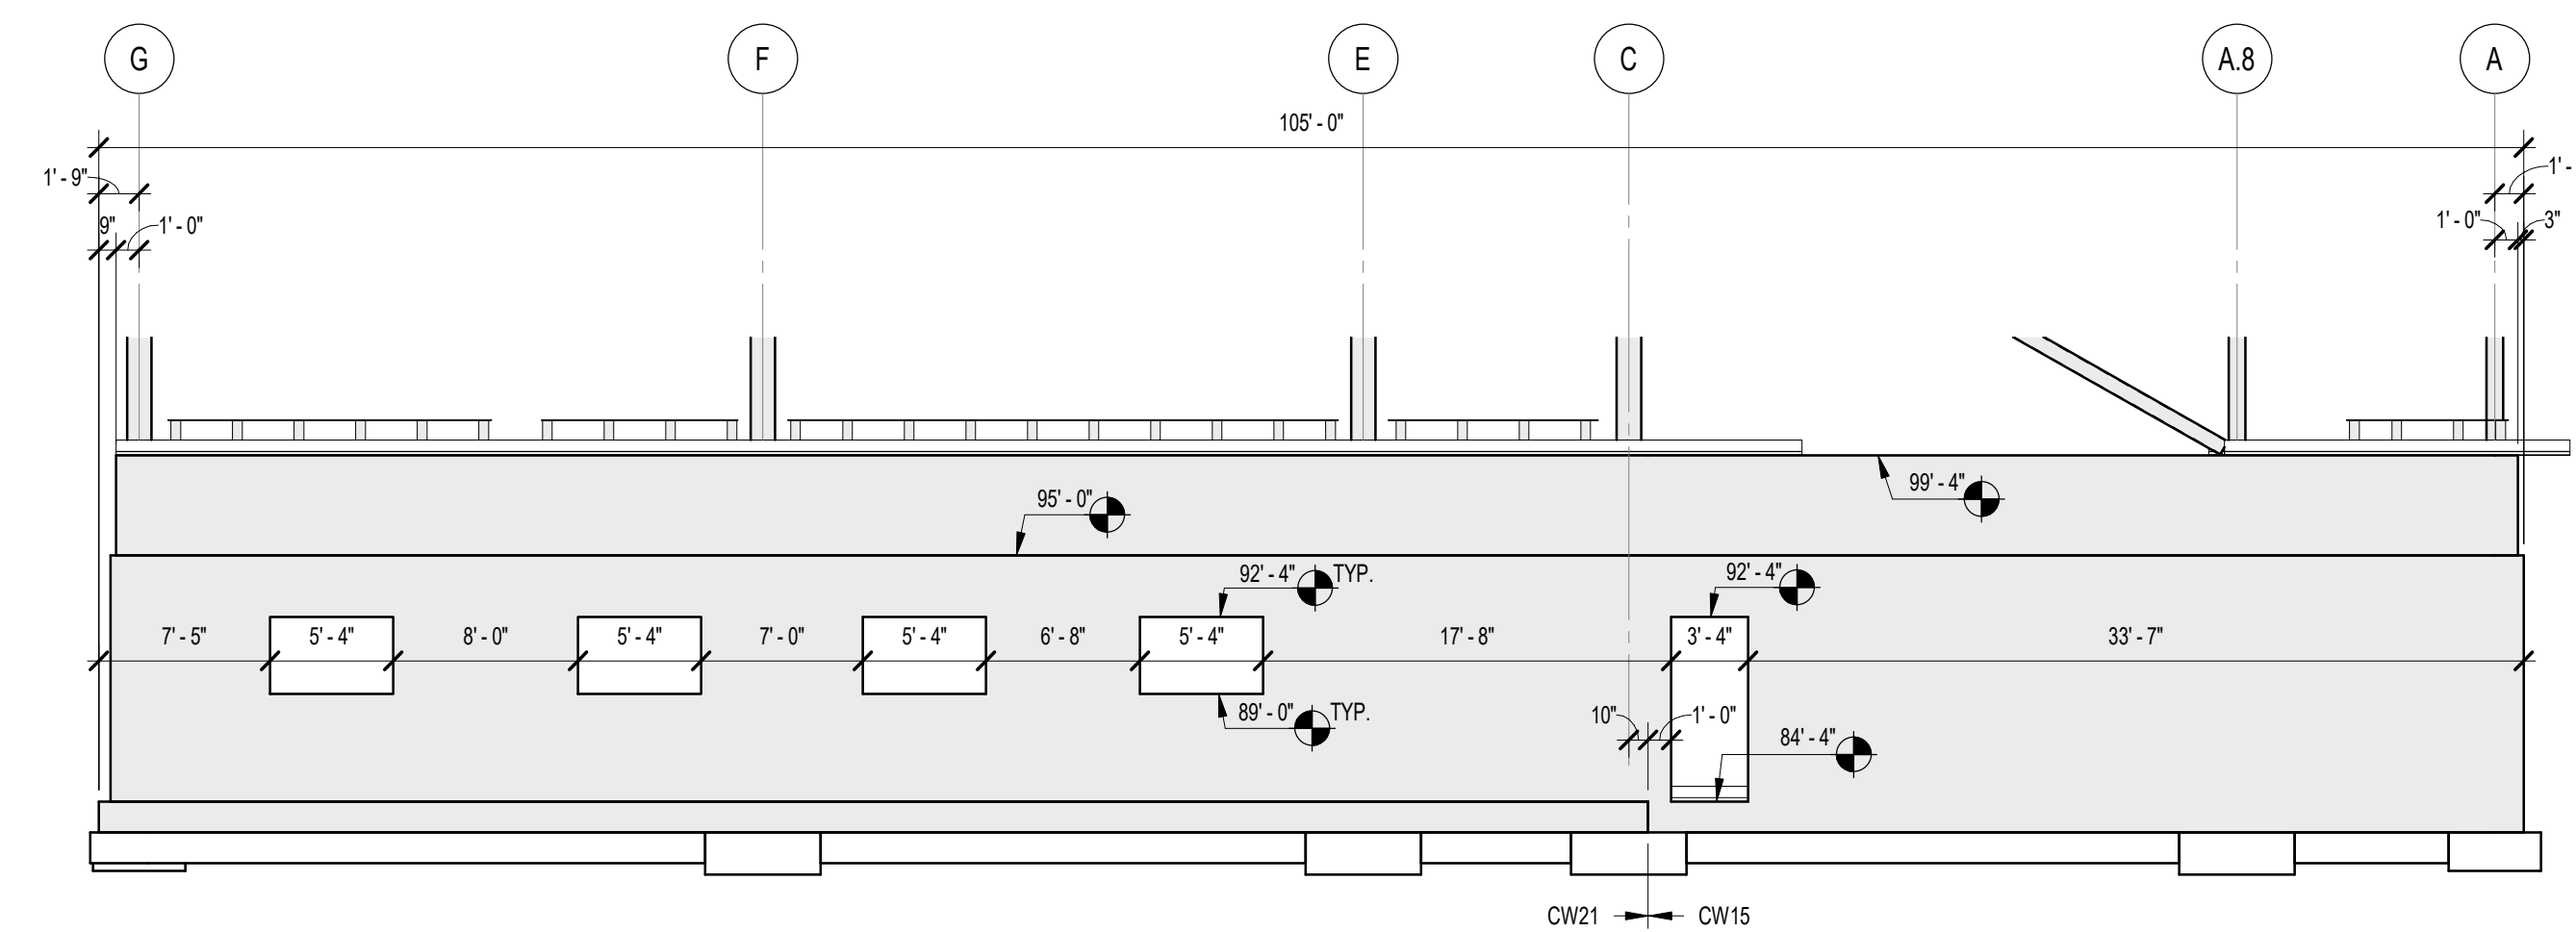 G F E C A.8 A
105' - 0"
1' - 9" 1' -
9" 1' - 0" 1' - 0" 3"
95' - 0" 99' - 4"
92' - 4" TYP. 92' - 4"
7' - 5" 5' - 4" 8' - 0" 5' - 4" 7' - 0" 5' - 4" 6' - 8" 5' - 4" 17' - 8" 3' - 4" 33' - 7"
89' - 0" TYP. 10" 1' - 0"
84' - 4"
CW21 CW15